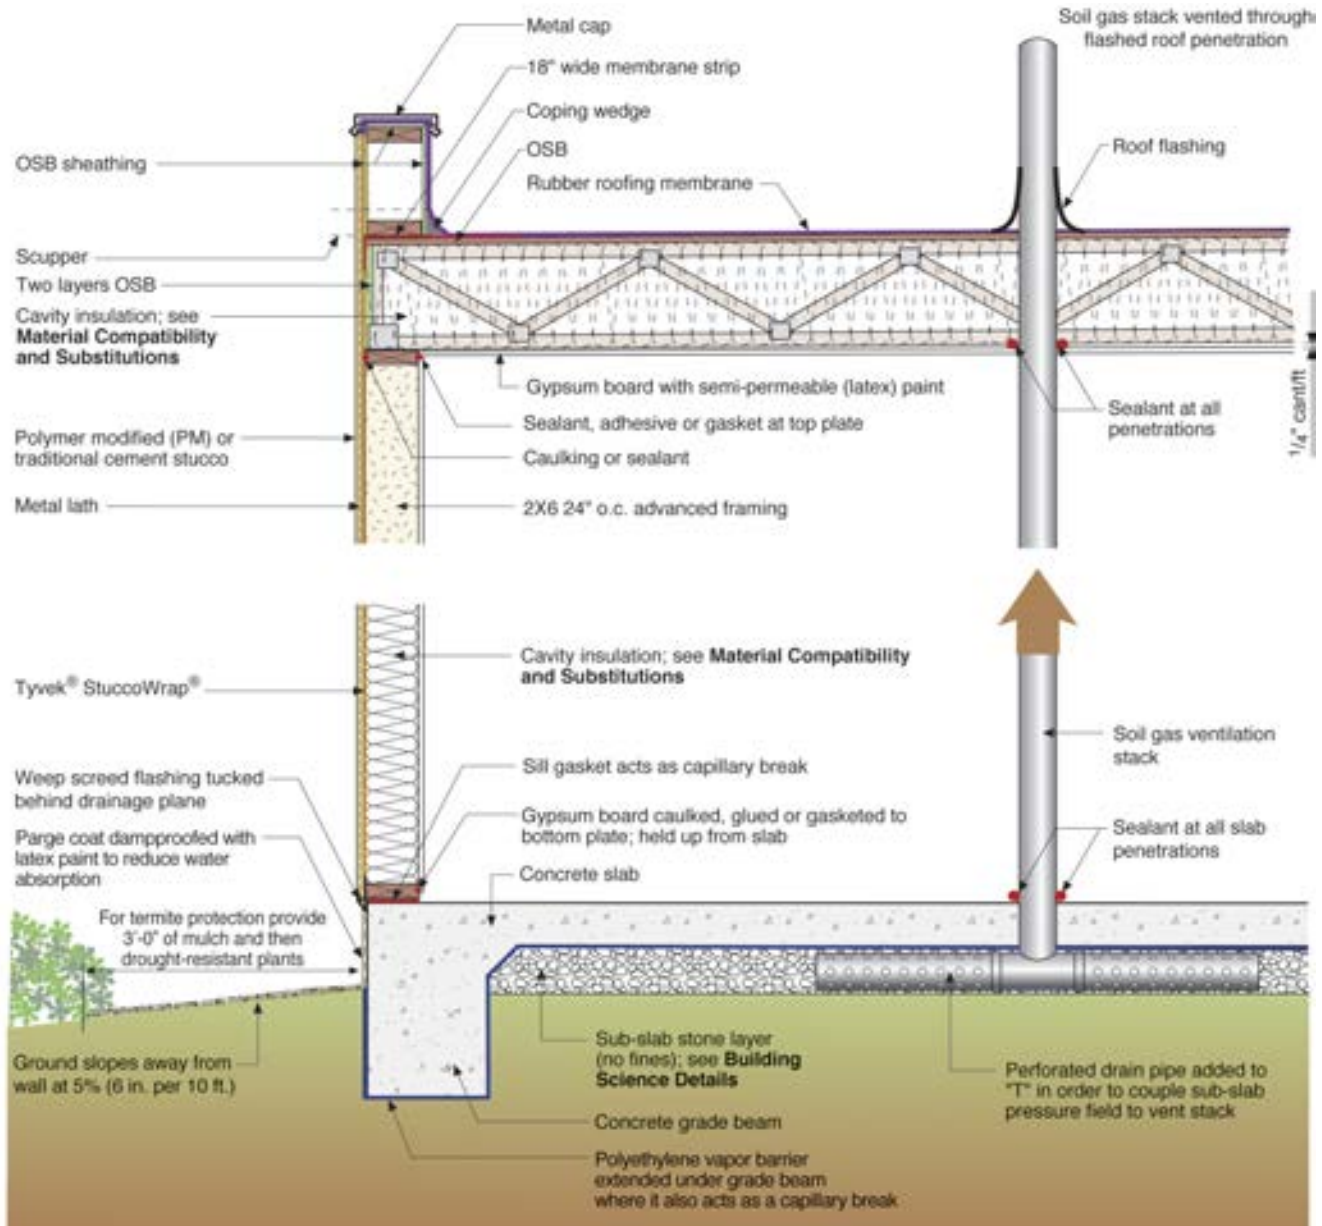 Metal cap
18" wide membrane strip
Coping wedge
OSB
Rubber roofing membrane
Soil gas stack vented through
flashed roof penetration
Roof flashing
OSB sheathing
Scupper
Two layers OSB
Cavity insulation; see
Material Compatibility
and Substitutions
Polymer modified (PM) or
traditional cement stucco
Metal lath
Gypsum board with semi-permeable (latex) paint
Sealant, adhesive or gasket at top plate
Caulking or sealant
2X6 24" o.c. advanced framing
Sealant at all
penetrations
1/4" cant/ft
Tyvek® StuccoWrap®
Weep screed flashing tucked
behind drainage plane
Parge coat dampproofed with
latex paint to reduce water
absorption
For termite protection provide
3'-0" of mulch and then
drought-resistant plants
Ground slopes away from
wall at 5% (6 in. per 10 ft.)
Cavity insulation; see Material Compatibility
and Substitutions
Sill gasket acts as capillary break
Gypsum board caulked, glued or gasketed to
bottom plate; held up from slab
Concrete slab
Soil gas ventilation
stack
Sealant at all slab
penetrations
Sub-slab stone layer
(no fines); see Building
Science Details
Concrete grade beam
Polyethylene vapor barrier
extended under grade beam
where it also acts as a capillary break
Perforated drain pipe added to
"T" in order to couple sub-slab
pressure field to vent stack